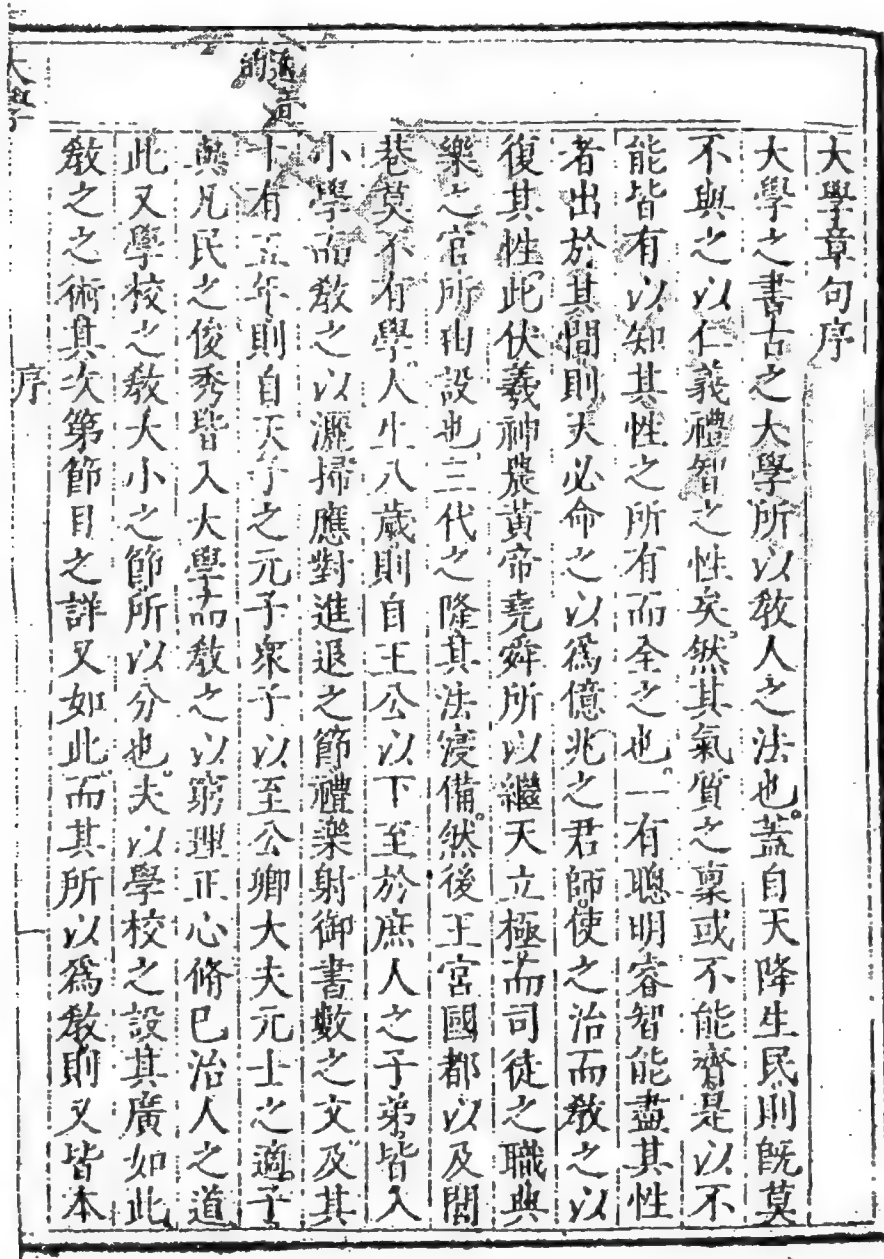 大學章句序
大學之書古之大學所以教人之法也。蓋自天降生民則旣莫
不與之以仁義禮智之性矣。然其氣質之稟或不能齊是以不
能皆有以知其性之所有而全之也。一有聰明睿智能盡其性
者出於其間則天必命之以爲億兆之君師。使之治而教之以
復其性。此伏羲神農黃帝堯舜所以繼天立極而司徒之職典
樂之官所由設也。三代之隆其法寖備。然後王宮國都以及閭
巷莫不有學。人生八歲則自王公以下至於庶人之子弟皆入
小學而教之以灑掃應對進退之節。禮樂射御書數之文及其
十有五年則自天子之元子衆子以至公卿大夫元士之適子
與凡民之俊秀皆入大學而教之以窮理正心脩己治人之道
此又學校之教大小之節所以分也。夫以學校之設其廣如此
教之之術其次第節目之詳又如此。而其所以爲教則又皆本
大學
序
一